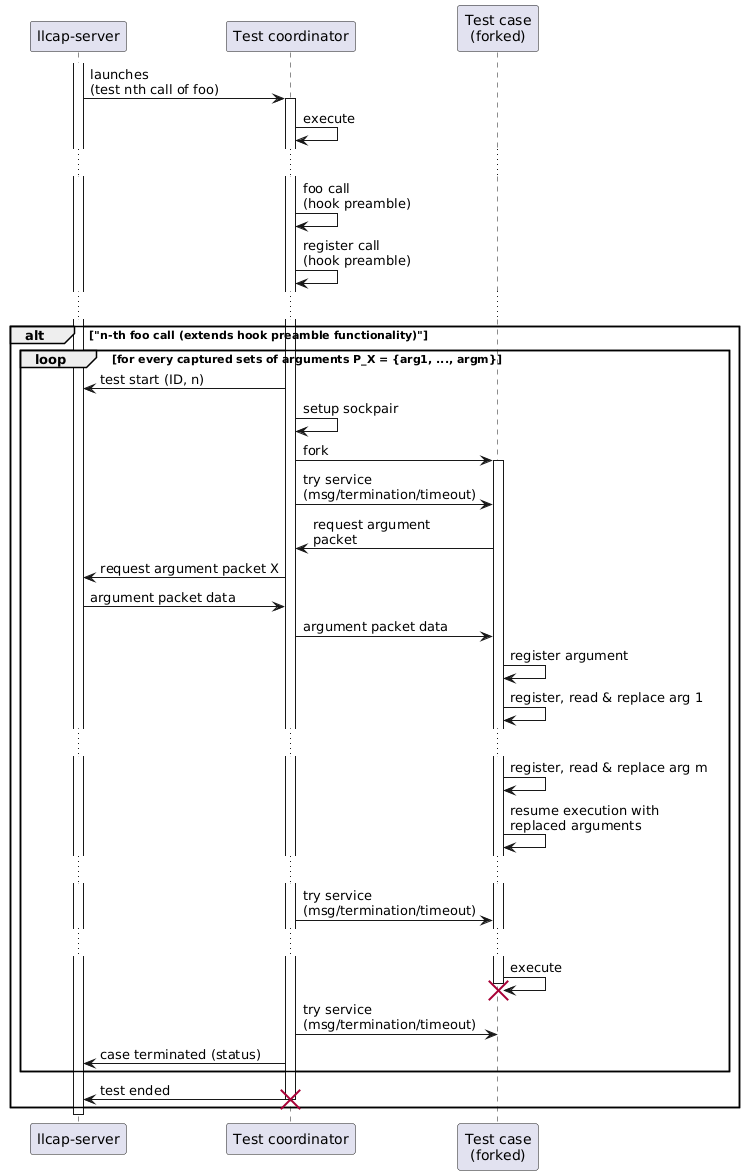 llcap-server
Test coordinator
Test case
(forked)
launches
(test nth call of foo)
execute
foo call
(hook preamble)
register call
(hook preamble)
alt
["n-th foo call (extends hook preamble functionality)"]
loop
[for every captured sets of arguments P_X = {arg1, ..., argm}]
test start (ID, n)
setup sockpair
fork
try service
(msg/termination/timeout)
request argument
packet
request argument packet X
argument packet data
argument packet data
register argument
register, read & replace arg 1
register, read & replace arg m
resume execution with
replaced arguments
try service
(msg/termination/timeout)
execute
try service
(msg/termination/timeout)
case terminated (status)
test ended
llcap-server
Test coordinator
Test case
(forked)